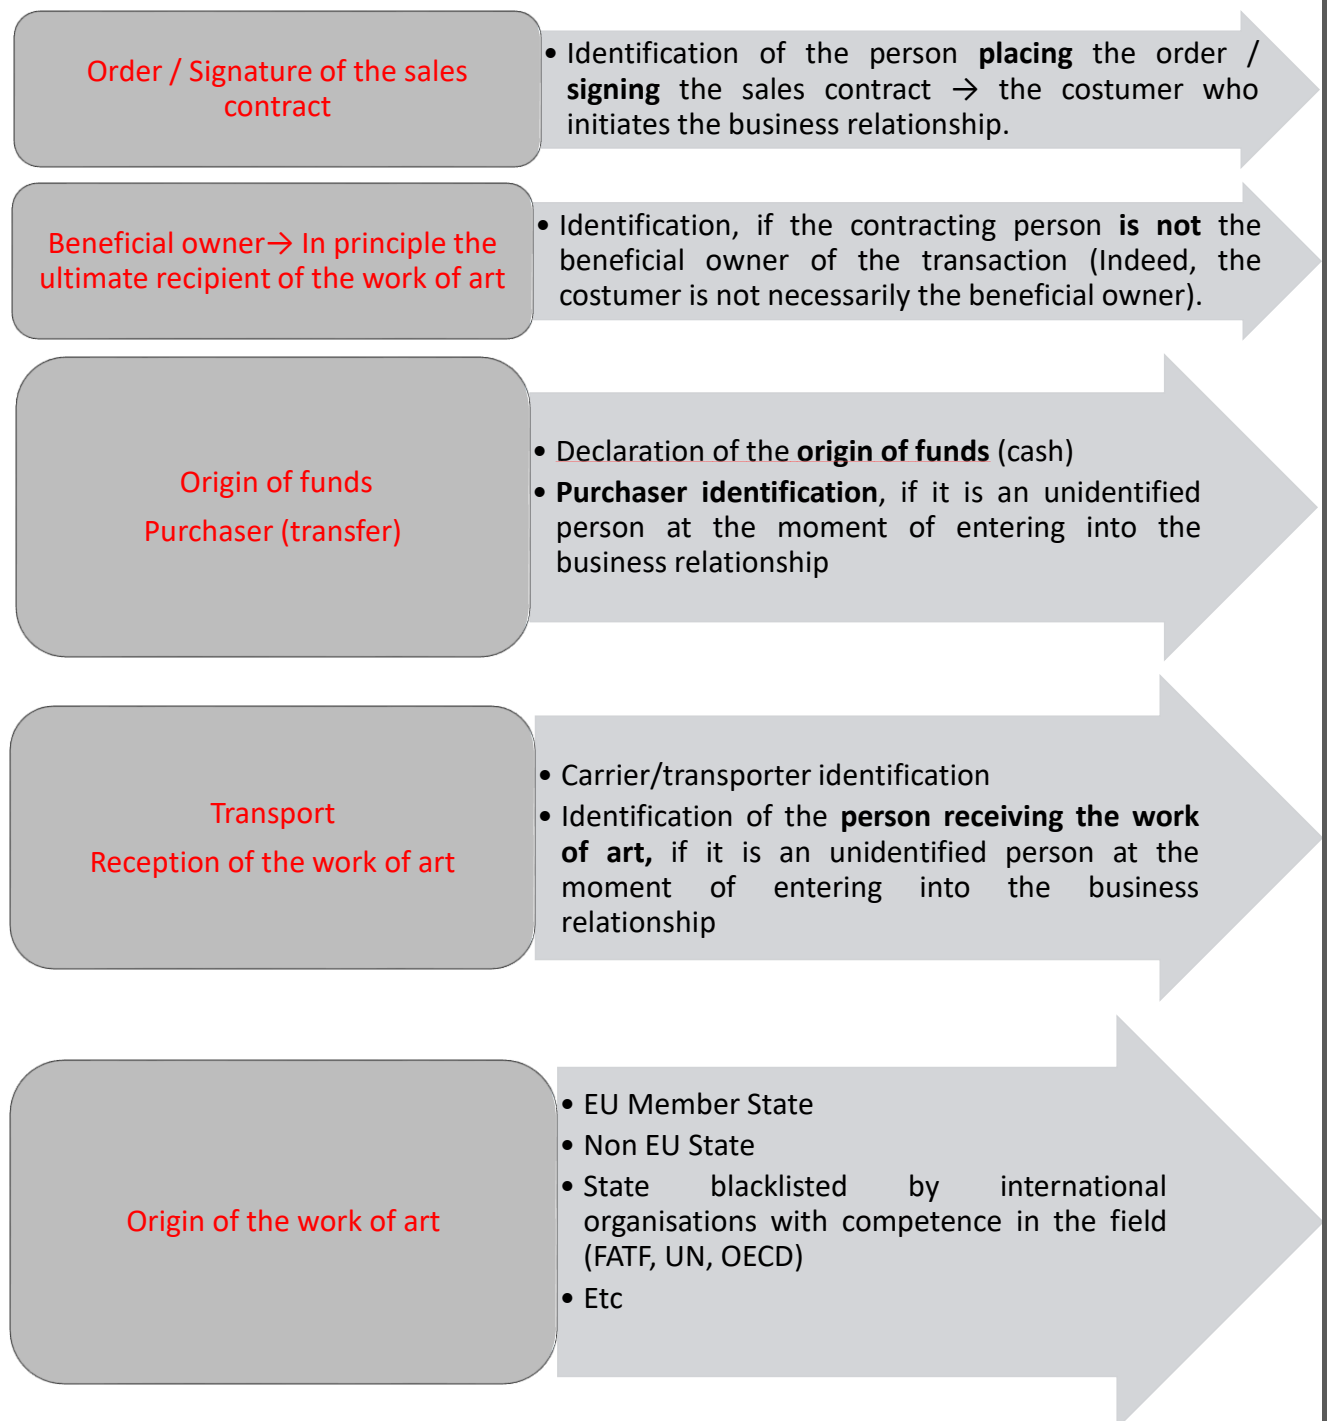 Order / Signature of the sales
contract
• Identification of the person placing the order /
signing the sales contract → the costumer who
initiates the business relationship.
Beneficial owner→ In principle the
ultimate recipient of the work of art
• Identification, if the contracting person is not the
beneficial owner of the transaction (Indeed, the
costumer is not necessarily the beneficial owner).
Origin of funds
Purchaser (transfer)
• Declaration of the origin of funds (cash)
• Purchaser identification, if it is an unidentified
person at the moment of entering into the
business relationship
Transport
Reception of the work of art
• Carrier/transporter identification
• Identification of the person receiving the work
of art, if it is an unidentified person at the
moment of entering into the business
relationship
Origin of the work of art
• EU Member State
• Non EU State
• State blacklisted by international
organisations with competence in the field
(FATF, UN, OECD)
• Etc